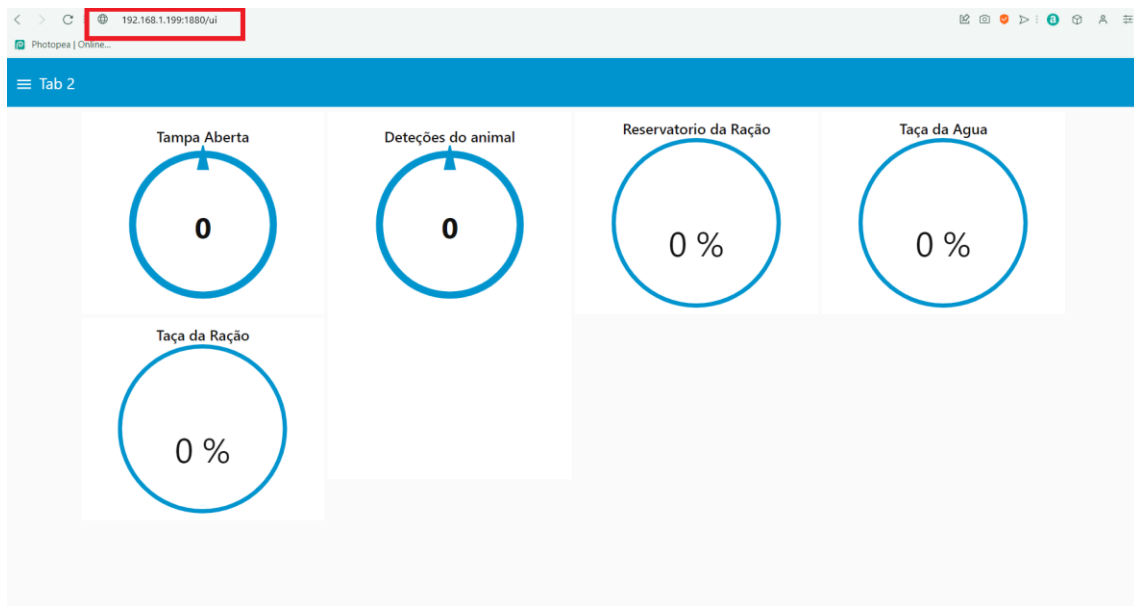 192.168.1.199:1880/ui
Photopea | Online...
Tab 2
Tampa Aberta
0
Deteções do animal
0
Reservatorio da Ração
0 %
Taça da Agua
0 %
Taça da Ração
0 %